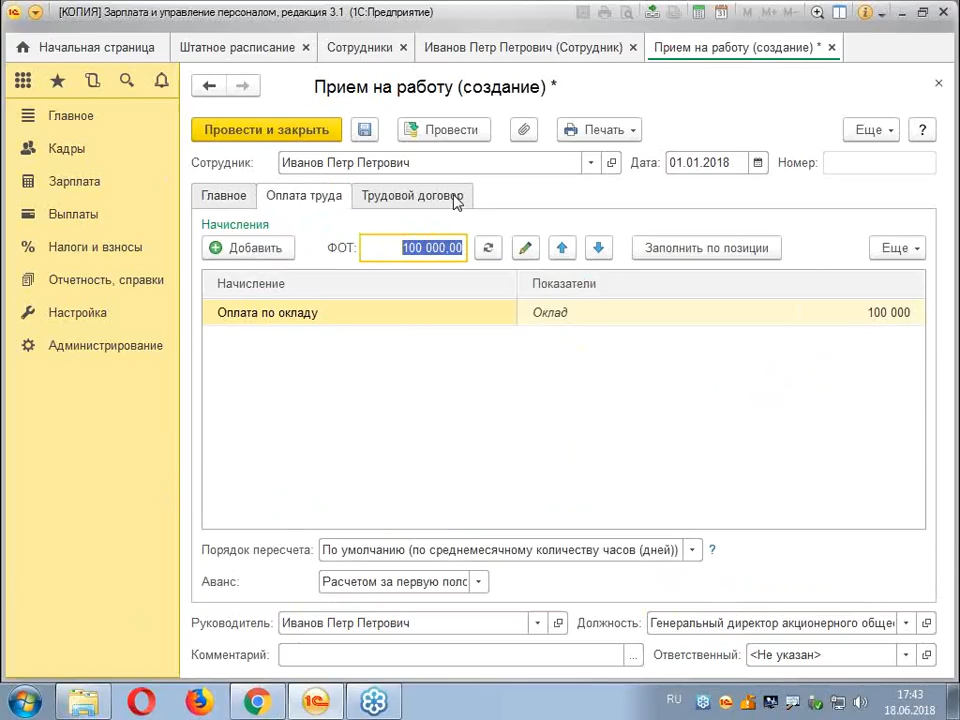 [КОПИЯ] Зарплата и управление персоналом, редакция 3.1 (1С:Предприятие)
M M+ M−
Начальная страница
Штатное расписание ×
Сотрудники ×
Иванов Петр Петрович (Сотрудник) ×
Прием на работу (создание) * ×
Главное
Кадры
Зарплата
Выплаты
Налоги и взносы
Отчетность, справки
Настройка
Администрирование
Прием на работу (создание) *
Провести и закрыть
Провести
Печать
Еще
?
Сотрудник: Иванов Петр Петрович
Дата: 01.01.2018
Номер:
Главное
Оплата труда
Трудовой договор
Начисления
Добавить
ФОТ: 100 000,00
Заполнить по позиции
Еще
Начисление
Показатели
Оплата по окладу
Оклад
100 000
Порядок пересчета: По умолчанию (по среднемесячному количеству часов (дней)) ?
Аванс: Расчетом за первую поло
Руководитель: Иванов Петр Петрович
Должность: Генеральный директор акционерного общес
Комментарий:
...
Ответственный: <Не указан>
RU
17:43
18.06.2018